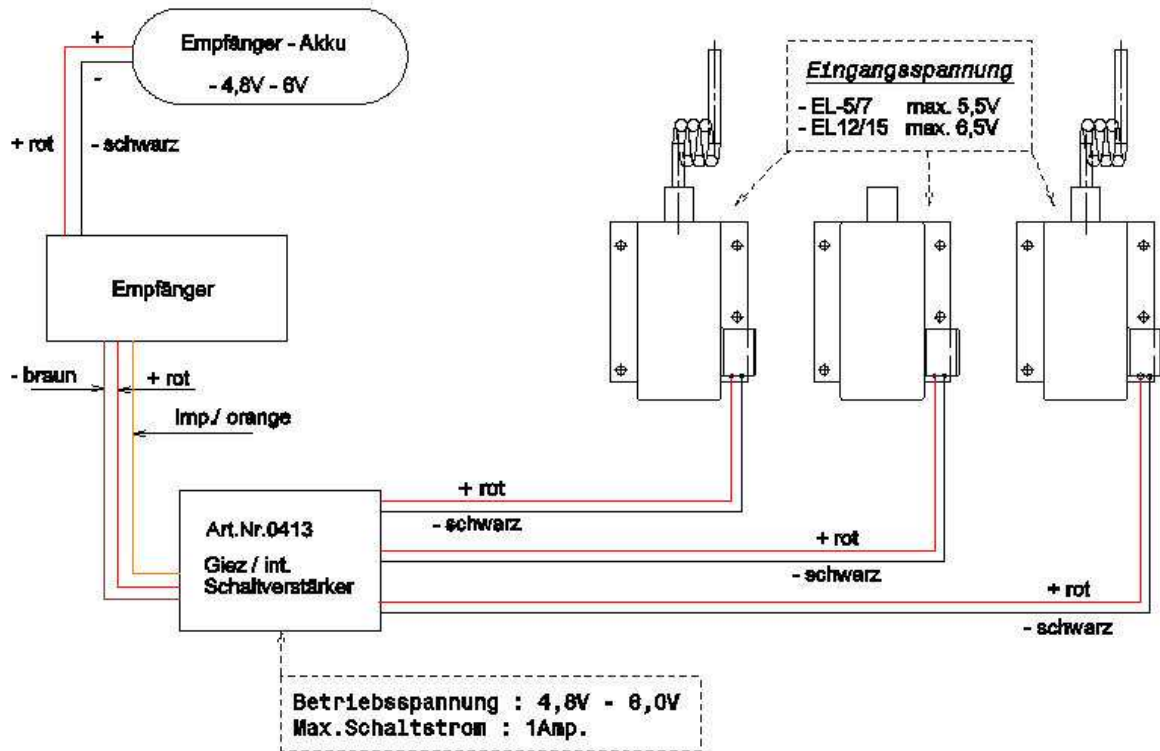 +
-
Empfänger - Akku
- 4,8V - 6V
+ rot
- schwarz
Empfänger
- braun
+ rot
Imp./ orange
Art.Nr.0413
Giez / int.
Schaltverstärker
Betriebsspannung : 4,8V - 6,0V
Max.Schaltstrom : 1Amp.
Eingangsspannung
- EL-5/7 max. 5,5V
- EL12/15 max. 6,5V
+ rot
- schwarz
+ rot
- schwarz
+ rot
- schwarz